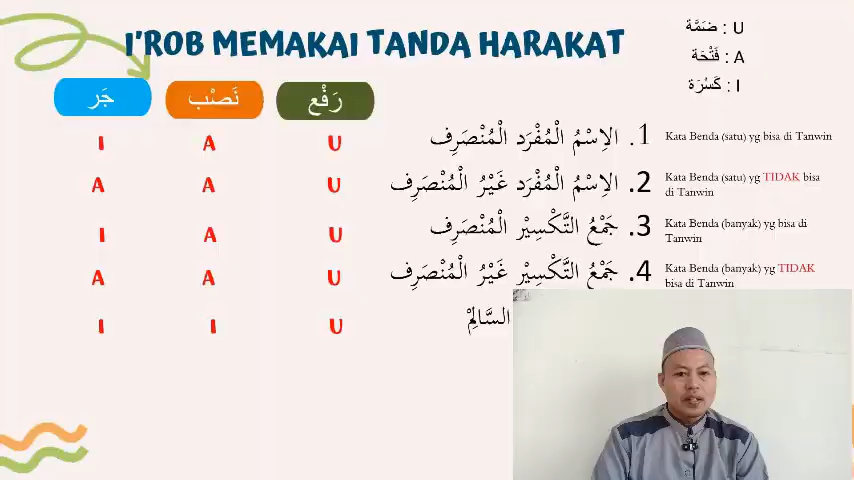 I'ROB MEMAKAI TANDA HARAKAT
U : ضَمَّة
A : فَتْحَة
I : كَسْرَة
رَفْع نَصْب جَر
1. الاِسْمُ الْمُفْرَد الْمُنْصَرِف U A I
Kata Benda (satu) yg bisa di Tanwin
2. الاِسْمُ الْمُفْرَد غَيْرُ الْمُنْصَرِف U A A
Kata Benda (satu) yg TIDAK bisa
di Tanwin
3. جَمْعُ التَّكْسِيْر الْمُنْصَرِف U A I
Kata Benda (banyak) yg bisa di
Tanwin
4. جَمْعُ التَّكْسِيْر غَيْرُ الْمُنْصَرِف U A A
Kata Benda (banyak) yg TIDAK
bisa di Tanwin
السَّالِمْ U I I